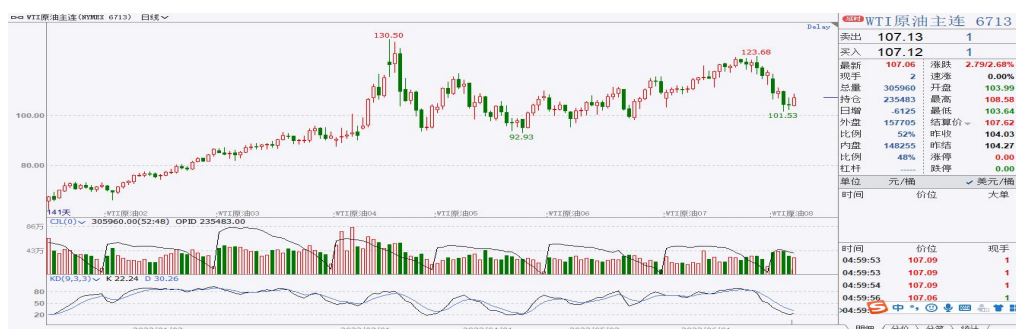 WTI原油主连(NYMEX 6713) 日线
Delay
130.50
123.68
101.53
92.93
100.00
80.00
141天
WTI原油02
WTI原油03
WTI原油04
WTI原油05
WTI原油06
WTI原油07
WTI原油08
CJL(0) 305960.00(52:48) OPID 235483.00
86万
43万
KD(9,3,3) K 22.24 D 30.26
80
50
20
延时 WTI原油主连 6713
卖出 107.13 1
买入 107.12 1
最新 107.06 涨跌 2.79/2.68%
现手 2 速涨 0.00%
总量 305960 开盘 103.99
持仓 235483 最高 108.58
日增 -6125 最低 103.64
外盘 157705 结算价 107.62
比例 52% 昨收 104.03
内盘 148255 昨结 104.27
比例 48% 涨停 0.00
杠杆 ----- 跌停 0.00
单位 元/桶 ✓美元/桶
时间 价位 大单
时间 价位 现手
04:59:53 107.09 1
04:59:53 107.09 1
04:59:54 107.09 1
04:59:56 107.06 1
04:59:
中